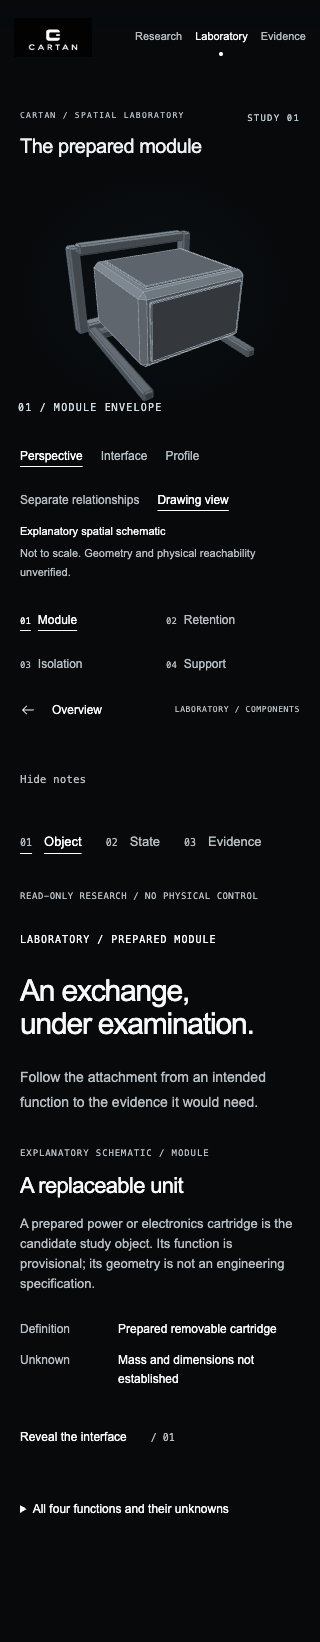 CARTAN
Research Laboratory Evidence
CARTAN / SPATIAL LABORATORY
STUDY 01
The prepared module
01 / MODULE ENVELOPE
Perspective Interface Profile
Separate relationships Drawing view
Explanatory spatial schematic
Not to scale. Geometry and physical reachability
unverified.
01 Module 02 Retention
03 Isolation 04 Support
← Overview LABORATORY / COMPONENTS
Hide notes
01 Object 02 State 03 Evidence
READ-ONLY RESEARCH / NO PHYSICAL CONTROL
LABORATORY / PREPARED MODULE
An exchange,
under examination.
Follow the attachment from an intended
function to the evidence it would need.
EXPLANATORY SCHEMATIC / MODULE
A replaceable unit
A prepared power or electronics cartridge is the
candidate study object. Its function is
provisional; its geometry is not an engineering
specification.
Definition Prepared removable cartridge
Unknown Mass and dimensions not
established
Reveal the interface / 01
▶ All four functions and their unknowns